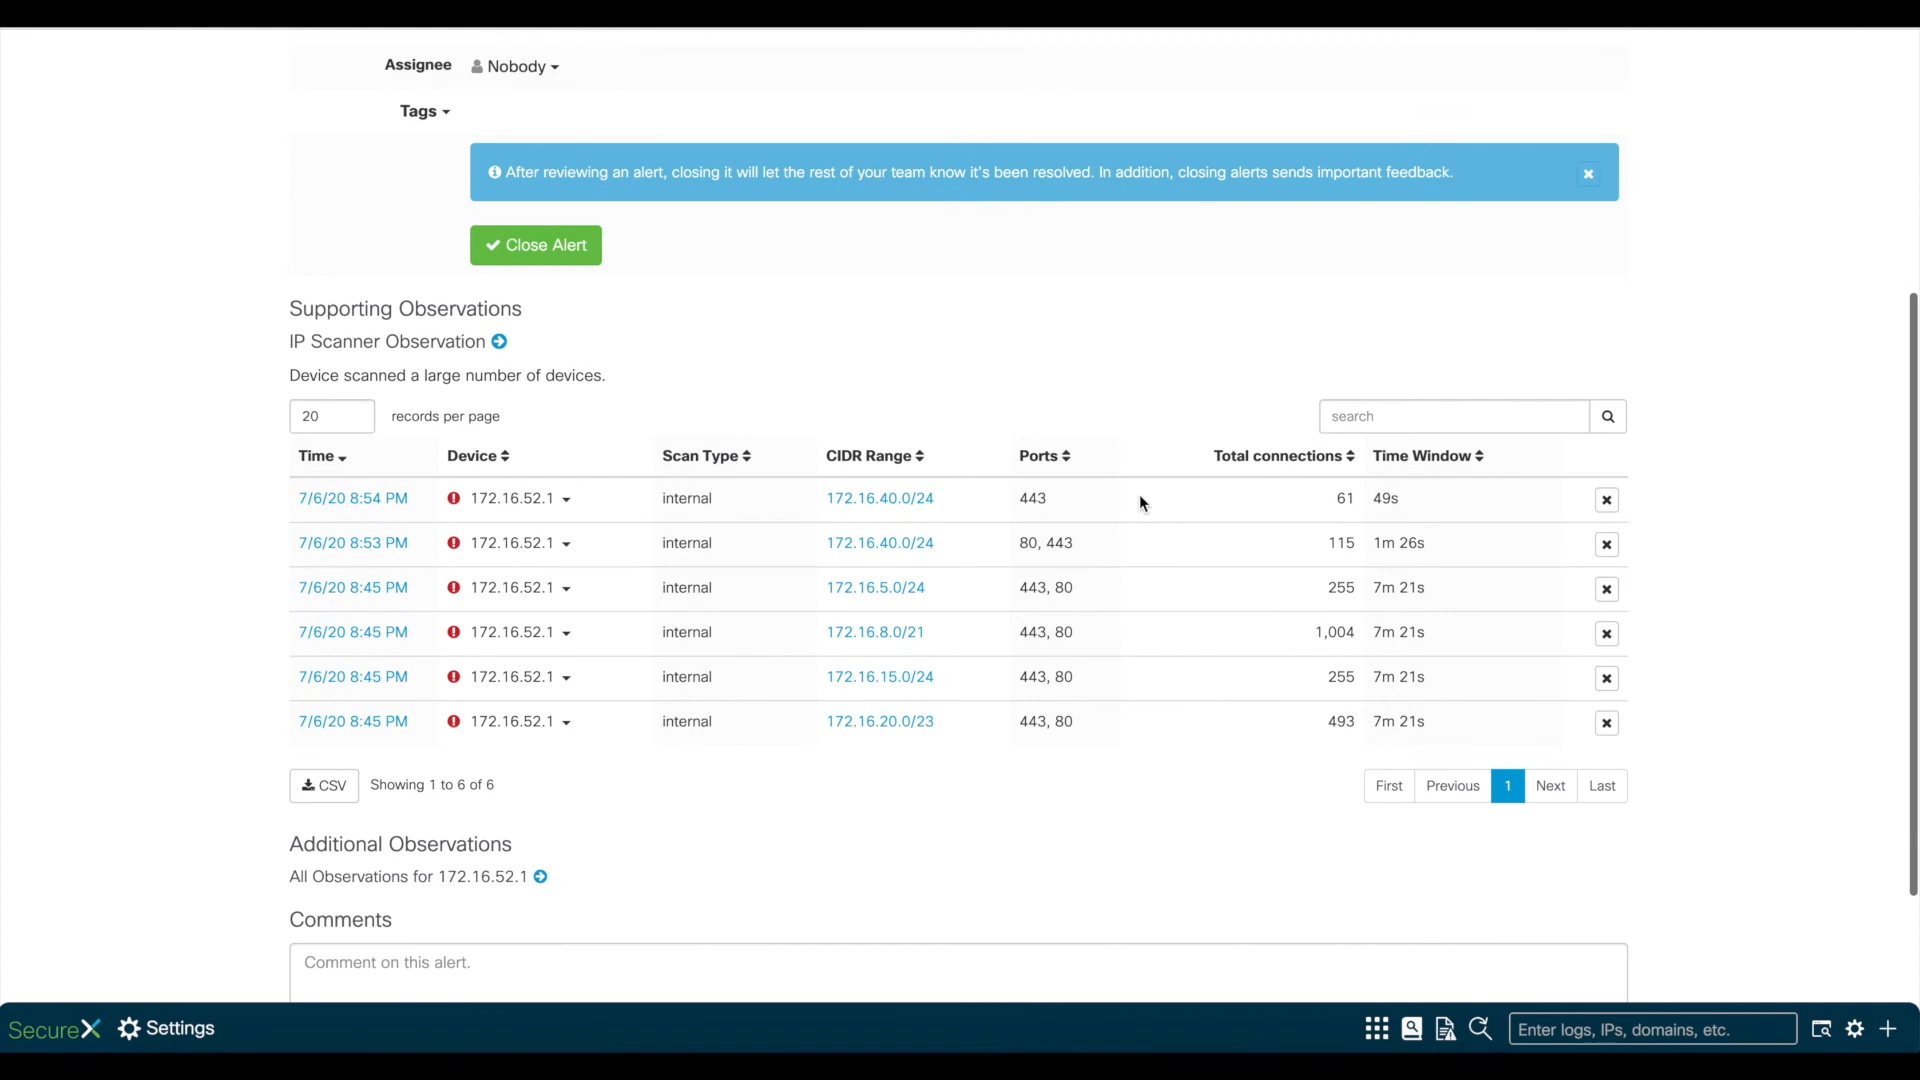 Assignee Nobody
Tags
After reviewing an alert, closing it will let the rest of your team know it's been resolved. In addition, closing alerts sends important feedback.
Close Alert
Supporting Observations
IP Scanner Observation
Device scanned a large number of devices.
20 records per page search
Time Device Scan Type CIDR Range Ports Total connections Time Window
7/6/20 8:54 PM 172.16.52.1 internal 172.16.40.0/24 443 61 49s
7/6/20 8:53 PM 172.16.52.1 internal 172.16.40.0/24 80, 443 115 1m 26s
7/6/20 8:45 PM 172.16.52.1 internal 172.16.5.0/24 443, 80 255 7m 21s
7/6/20 8:45 PM 172.16.52.1 internal 172.16.8.0/21 443, 80 1,004 7m 21s
7/6/20 8:45 PM 172.16.52.1 internal 172.16.15.0/24 443, 80 255 7m 21s
7/6/20 8:45 PM 172.16.52.1 internal 172.16.20.0/23 443, 80 493 7m 21s
CSV Showing 1 to 6 of 6 First Previous 1 Next Last
Additional Observations
All Observations for 172.16.52.1
Comments
Comment on this alert.
SecureX Settings Enter logs, IPs, domains, etc.